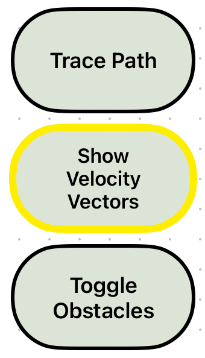 Trace Path
Show
Velocity
Vectors
Toggle
Obstacles